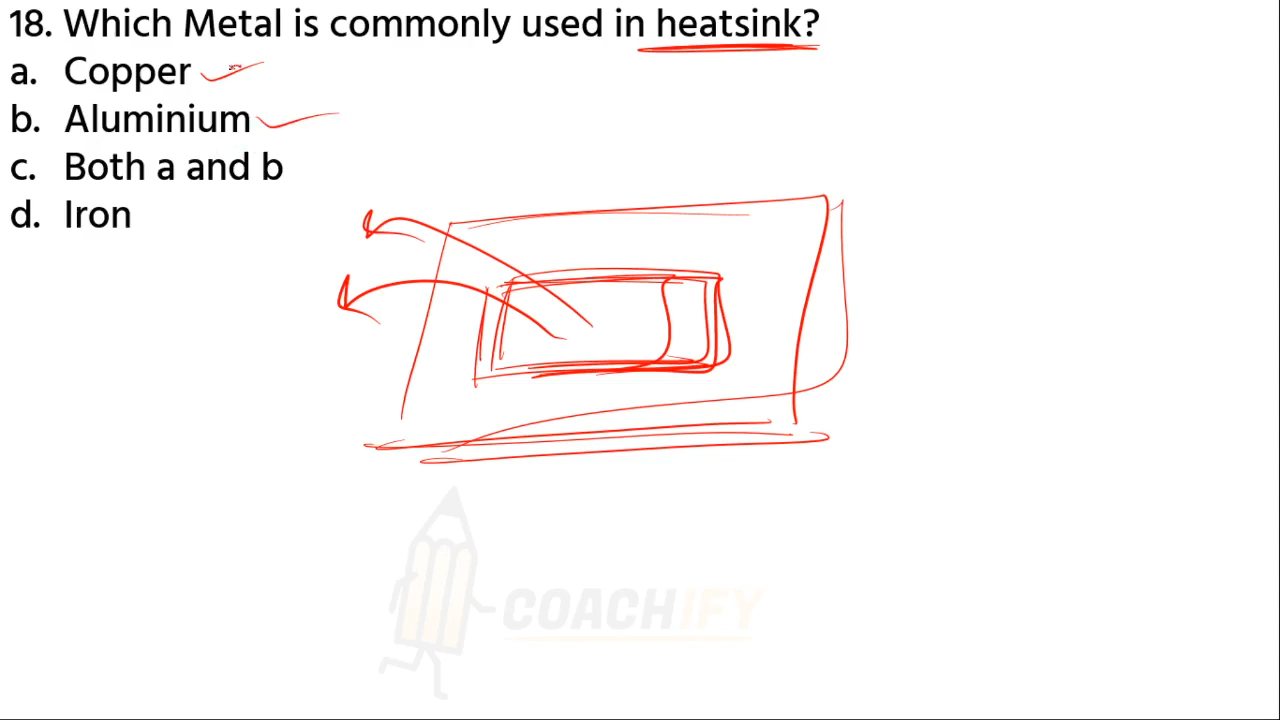 18. Which Metal is commonly used in heatsink?
a. Copper
b. Aluminium
c. Both a and b
d. Iron
COACHIFY